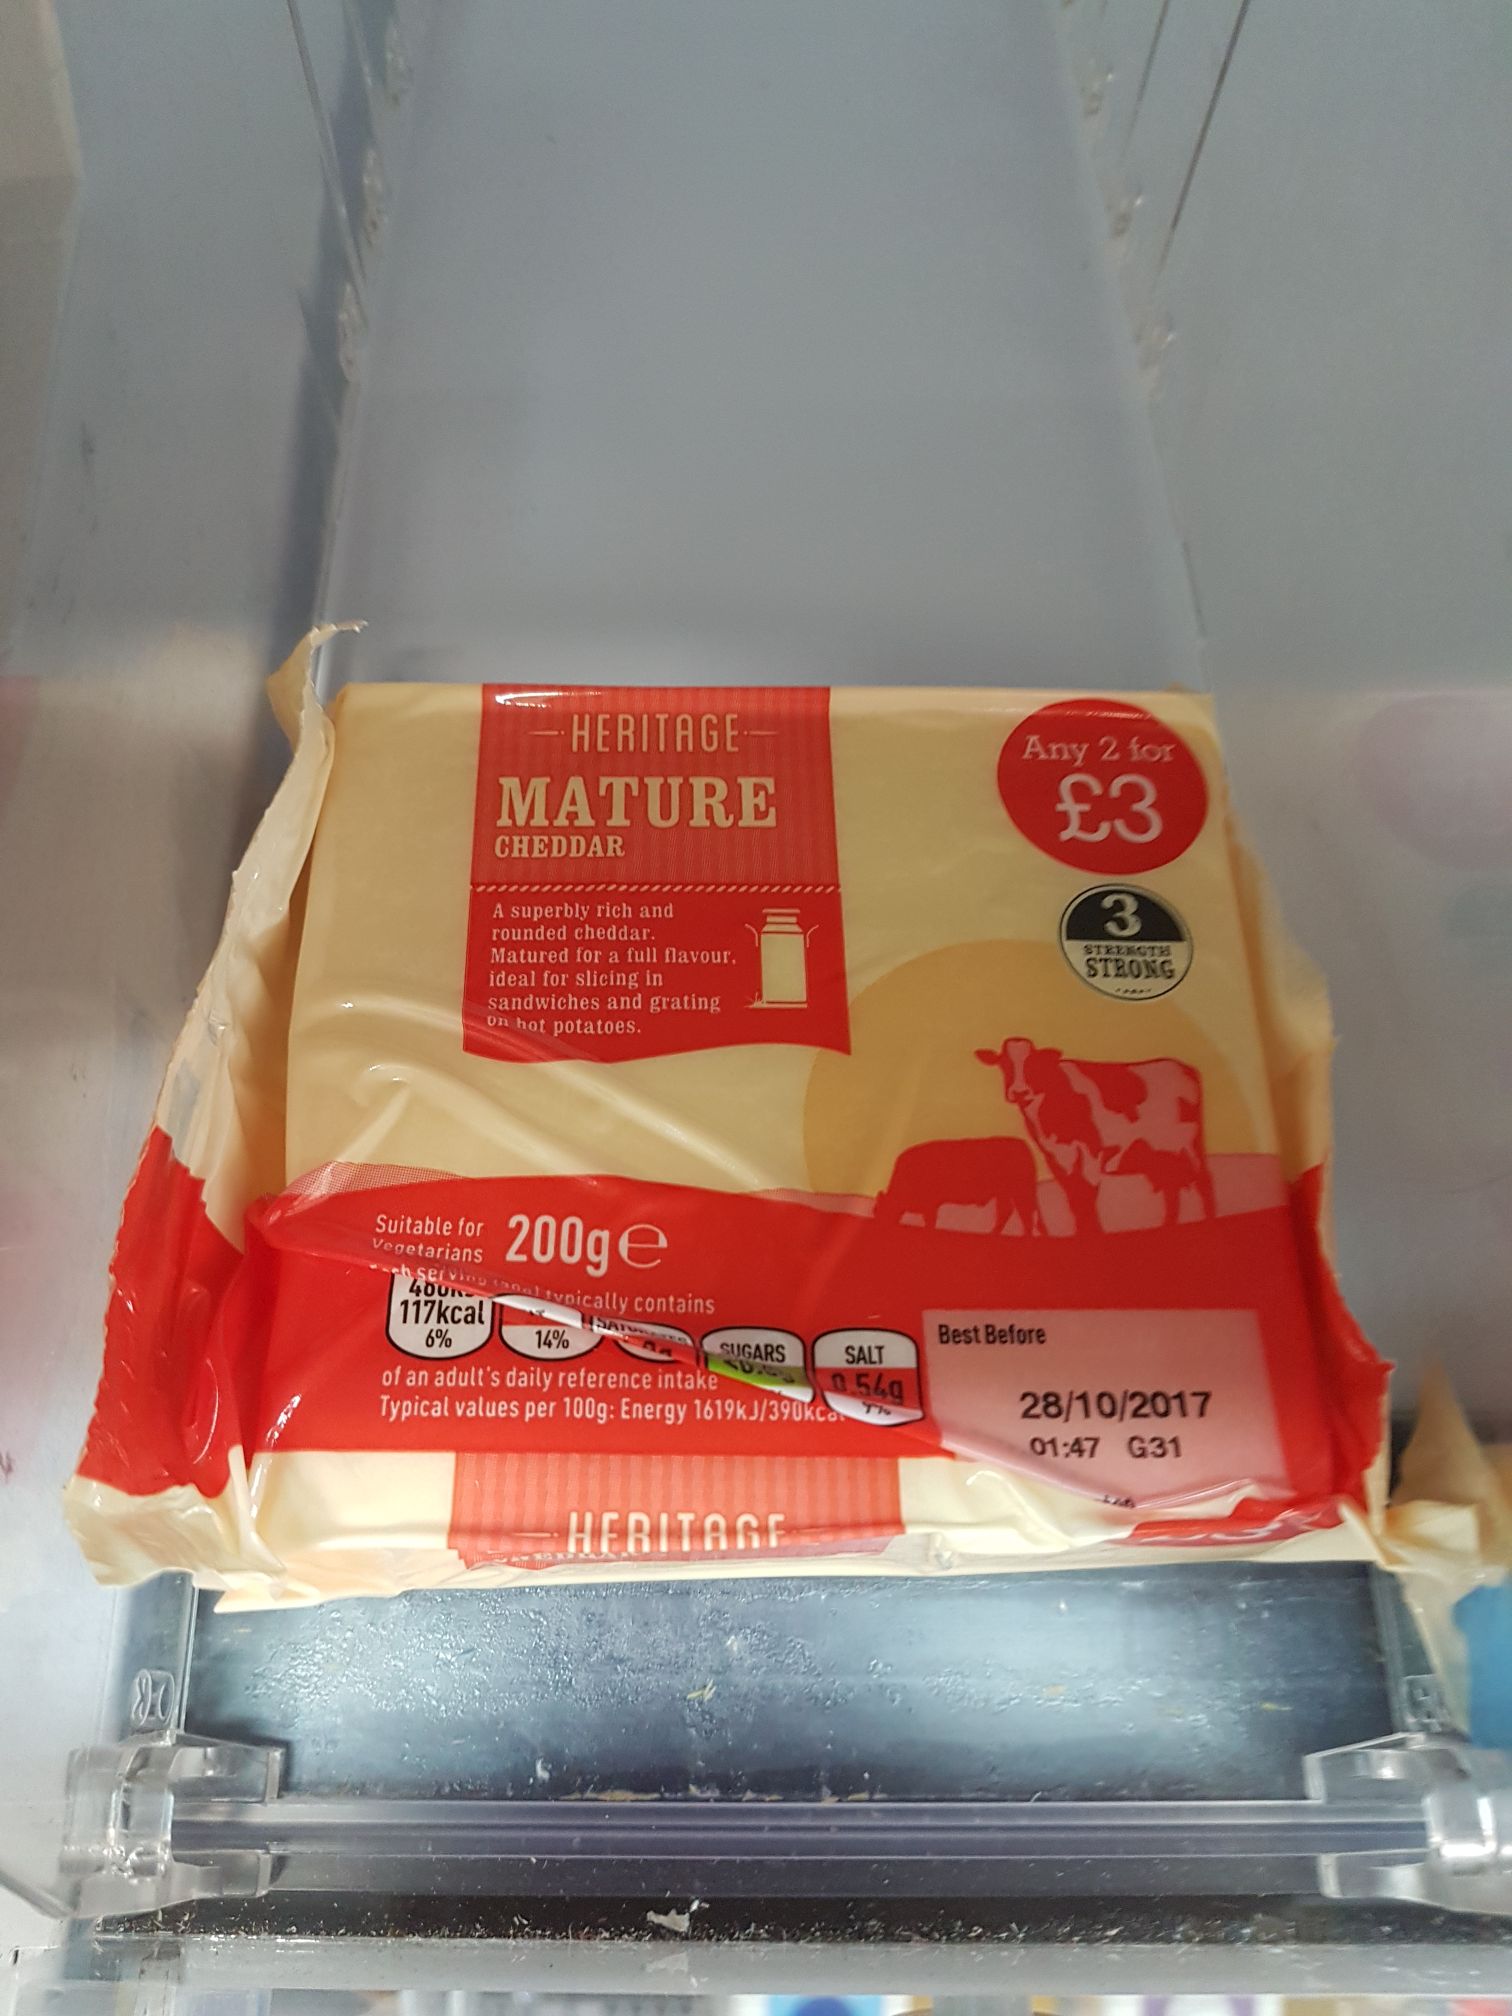 HERITAGE
MATURE
CHEDDAR
A superbly rich and
rounded cheddar.
Matured for a full flavour,
ideal for slicing in
sandwiches and grating
on hot potatoes.
Any 2 for
£3
3
STRENGTH
STRONG
Suitable for
Vegetarians
200g e
serving typically contains
117kcal
6%
14%
SUGARS
SALT
0.54g
of an adult's daily reference intake
Typical values per 100g: Energy 1619kJ/390kcal
Best Before
28/10/2017
01:47 G31
HERITAGE